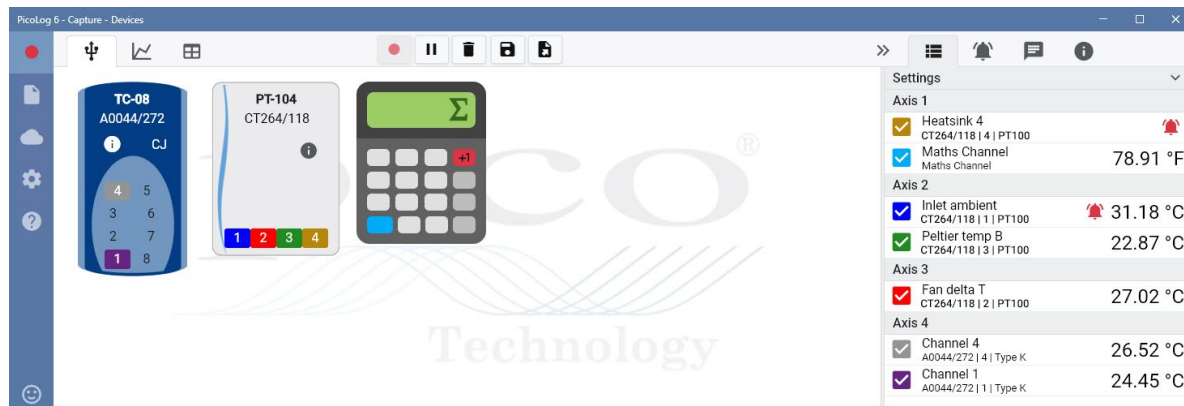 PicoLog 6 - Capture - Devices
TC-08
A0044/272
i CJ
4 5
3 6
2 7
1 8
PT-104
CT264/118
i
1 2 3 4
Σ
+1
PICO
®
Technology
Settings
Axis 1
Heatsink 4
CT264/118 | 4 | PT100
Maths Channel
Maths Channel
78.91 °F
Axis 2
Inlet ambient
CT264/118 | 1 | PT100
31.18 °C
Peltier temp B
CT264/118 | 3 | PT100
22.87 °C
Axis 3
Fan delta T
CT264/118 | 2 | PT100
27.02 °C
Axis 4
Channel 4
A0044/272 | 4 | Type K
26.52 °C
Channel 1
A0044/272 | 1 | Type K
24.45 °C